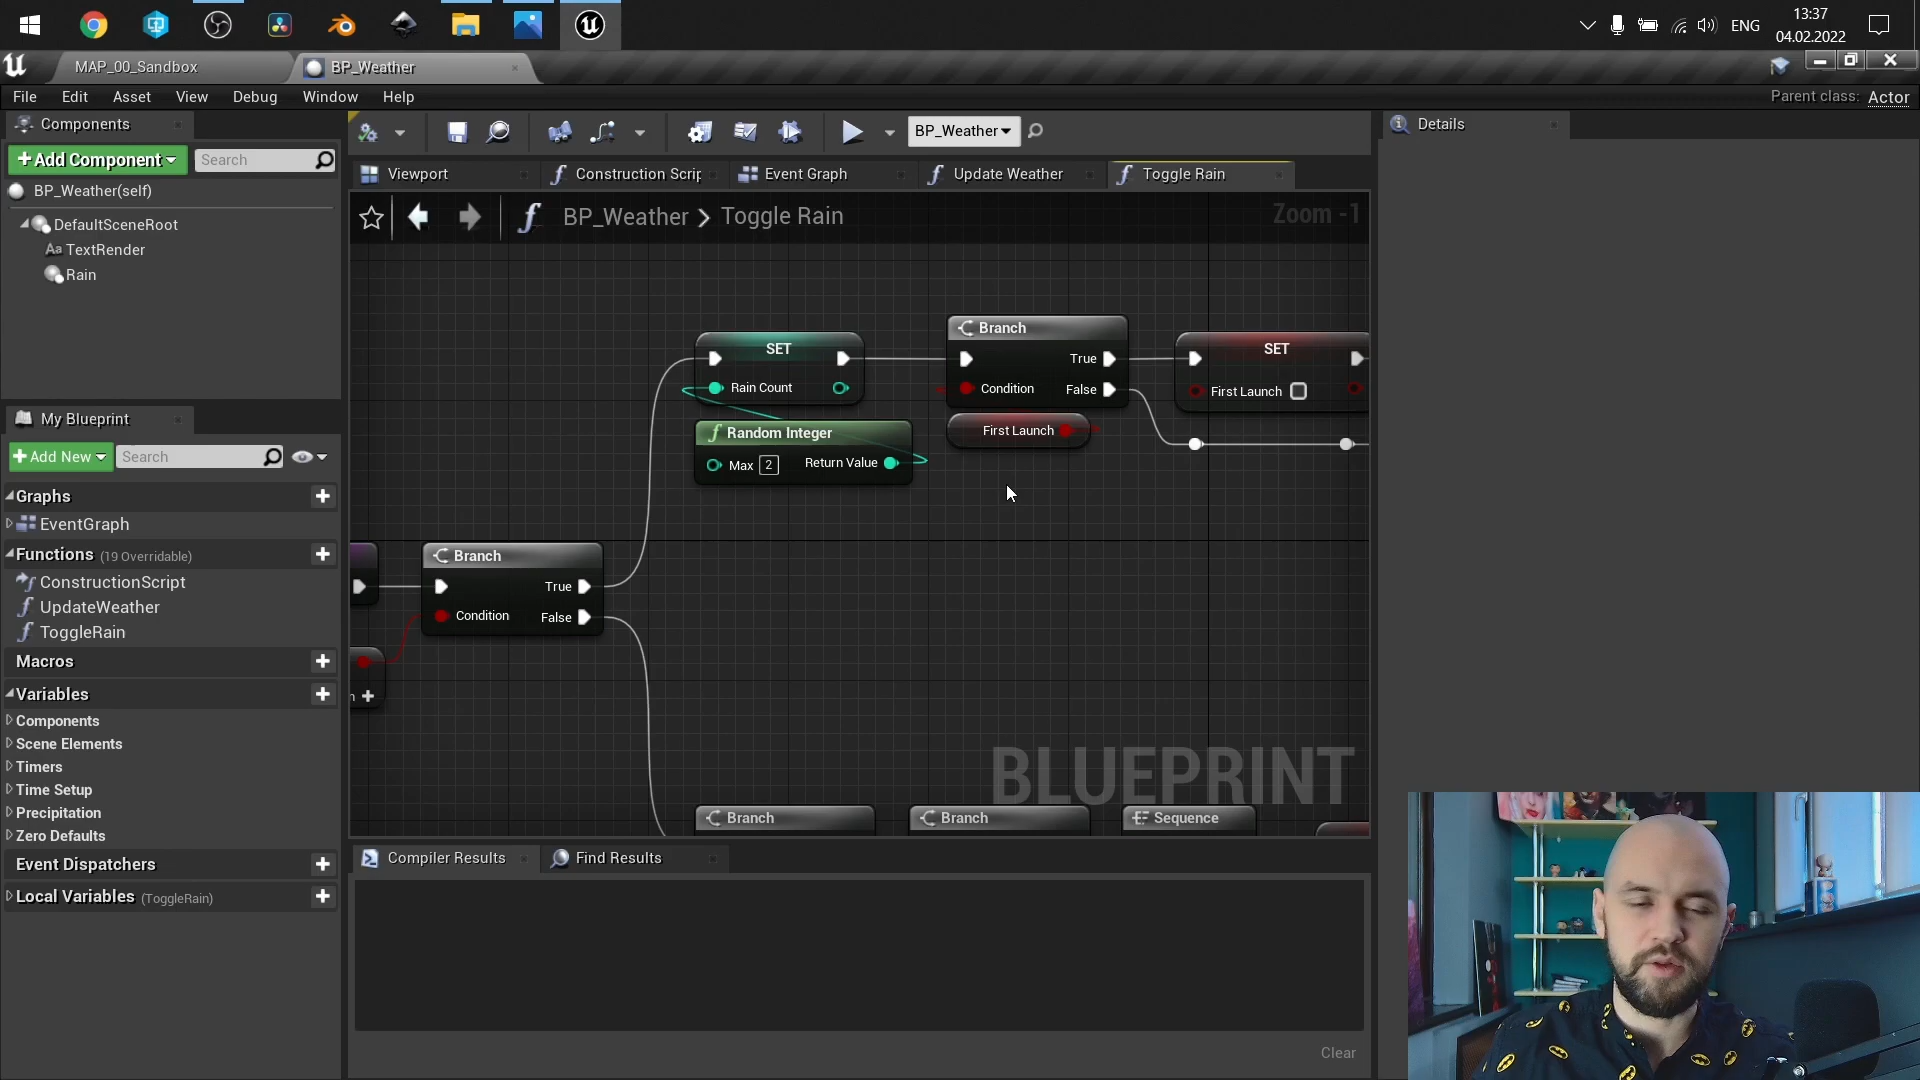 13:37
ENG
04.02.2022
MAP_00_Sandbox
BP_Weather
File Edit Asset View Debug Window Help
Parent class: Actor
Components
Add Component
Search
BP_Weather(self)
DefaultSceneRoot
Aa TextRender
Rain
My Blueprint
Add New
Search
Graphs
EventGraph
Functions (19 Overridable)
ConstructionScript
UpdateWeather
ToggleRain
Macros
Variables
Components
Scene Elements
Timers
Time Setup
Precipitation
Zero Defaults
Event Dispatchers
Local Variables (ToggleRain)
BP_Weather
Viewport
Construction Scrip
Event Graph
Update Weather
Toggle Rain
BP_Weather > Toggle Rain
Zoom -1
SET
Rain Count
Random Integer
Max 2 Return Value
Branch
True
Condition False
First Launch
SET
First Launch
Branch
True
Condition False
n
BLUEPRINT
Branch
Branch
Sequence
Compiler Results
Find Results
Clear
Details